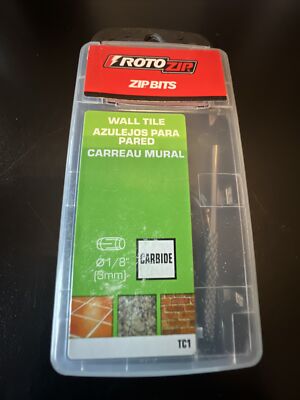 ROTOZIP
ZIP BITS
WALL TILE
AZULEJOS PARA
PARED
CARREAU MURAL
Ø1/8"
(3mm)
CARBIDE
TC1